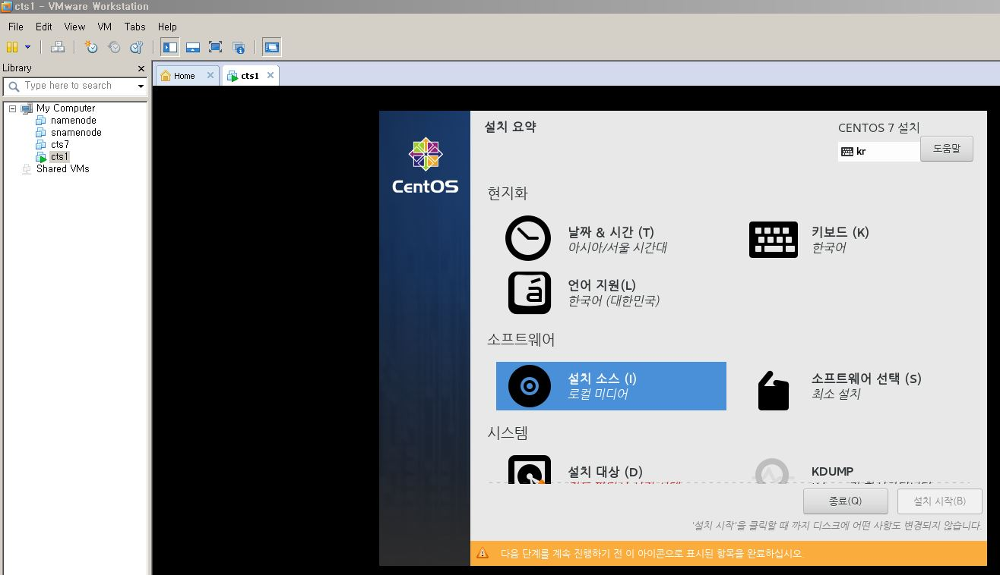 cts1 - VMware Workstation
File Edit View VM Tabs Help
Library
Type here to search
My Computer
namenode
snamenode
cts7
cts1
Shared VMs
Home
cts1
CentOS
설치 요약
CENTOS 7 설치
kr
도움말
현지화
날짜 & 시간 (T)
아시아/서울 시간대
키보드 (K)
한국어
언어 지원(L)
한국어 (대한민국)
소프트웨어
설치 소스 (I)
로컬 미디어
소프트웨어 선택 (S)
최소 설치
시스템
설치 대상 (D)
KDUMP
종료(Q)
설치 시작(B)
'설치 시작'을 클릭할 때 까지 디스크에 어떤 사항도 변경되지 않습니다.
다음 단계를 계속 진행하기 전 이 아이콘으로 표시된 항목을 완료하십시오.